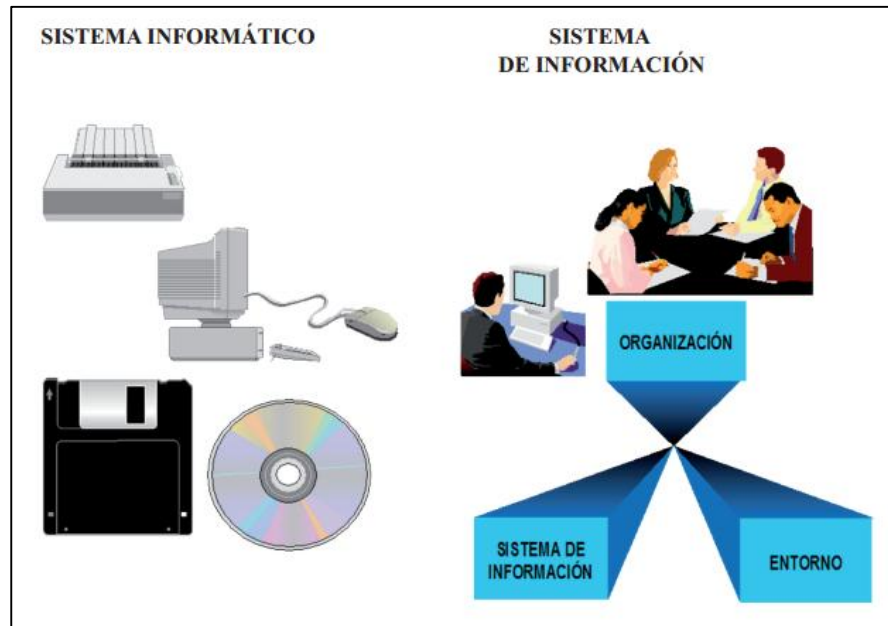 SISTEMA INFORMÁTICO
SISTEMA
DE INFORMACIÓN
ORGANIZACIÓN
SISTEMA DE
INFORMACIÓN
ENTORNO